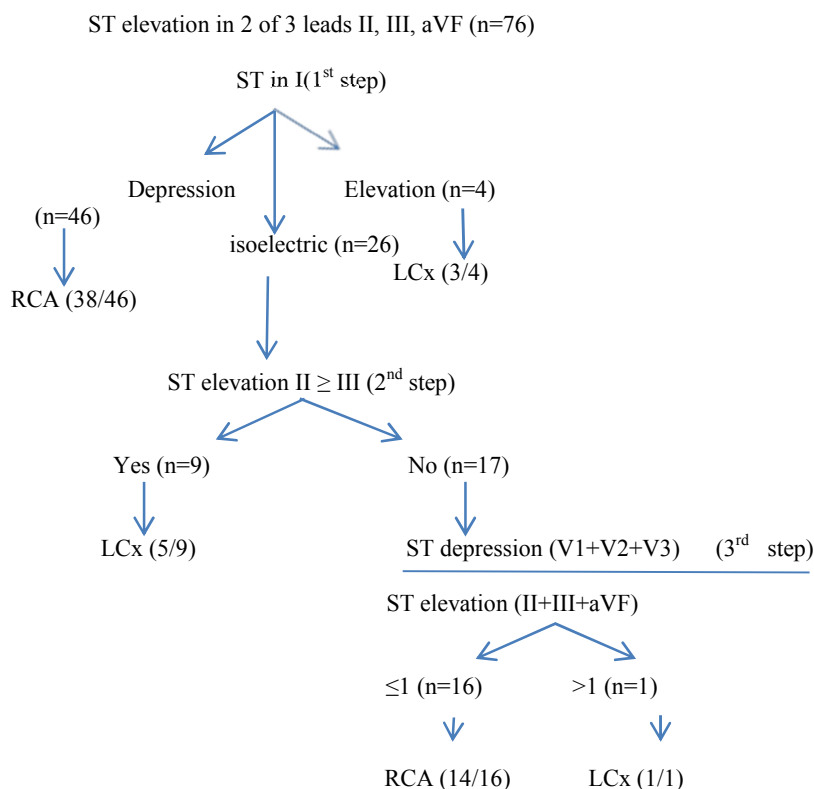 ST elevation in 2 of 3 leads II, III, aVF (n=76)
ST in I(1st step)
Depression
Elevation (n=4)
(n=46)
isoelectric (n=26)
LCx (3/4)
RCA (38/46)
ST elevation II ≥ III (2nd step)
Yes (n=9)
No (n=17)
LCx (5/9)
ST depression (V1+V2+V3) (3rd step)
ST elevation (II+III+aVF)
≤1 (n=16)
>1 (n=1)
RCA (14/16)
LCx (1/1)